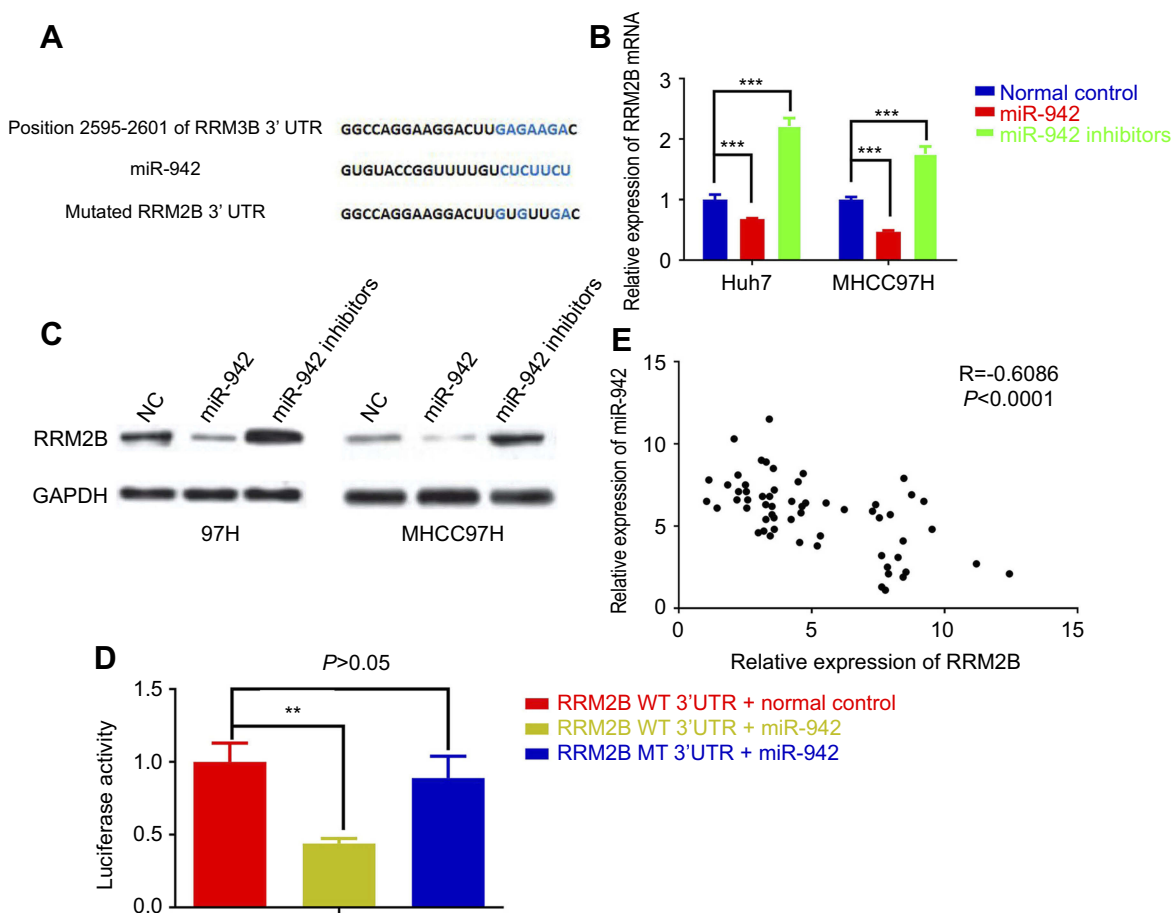 A
Position 2595-2601 of RRM3B 3' UTR
GGCCAGGAAGGACUUGAGAAGAC
miR-942
GUGUACCGGUUUUGUCUCUUCU
Mutated RRM2B 3' UTR
GGCCAGGAAGGACUUGUGUUGAC
B
Relative expression of RRM2B mRNA
3
2
1
0
***
***
***
***
Huh7
MHCC97H
Normal control
miR-942
miR-942 inhibitors
C
NC
miR-942
miR-942 inhibitors
NC
miR-942
miR-942 inhibitors
RRM2B
GAPDH
97H
MHCC97H
E
Relative expression of miR-942
15
10
5
0
R=-0.6086
P<0.0001
0
5
10
15
Relative expression of RRM2B
D
P>0.05
**
Luciferase activity
1.5
1.0
0.5
0.0
RRM2B WT 3'UTR + normal control
RRM2B WT 3'UTR + miR-942
RRM2B MT 3'UTR + miR-942